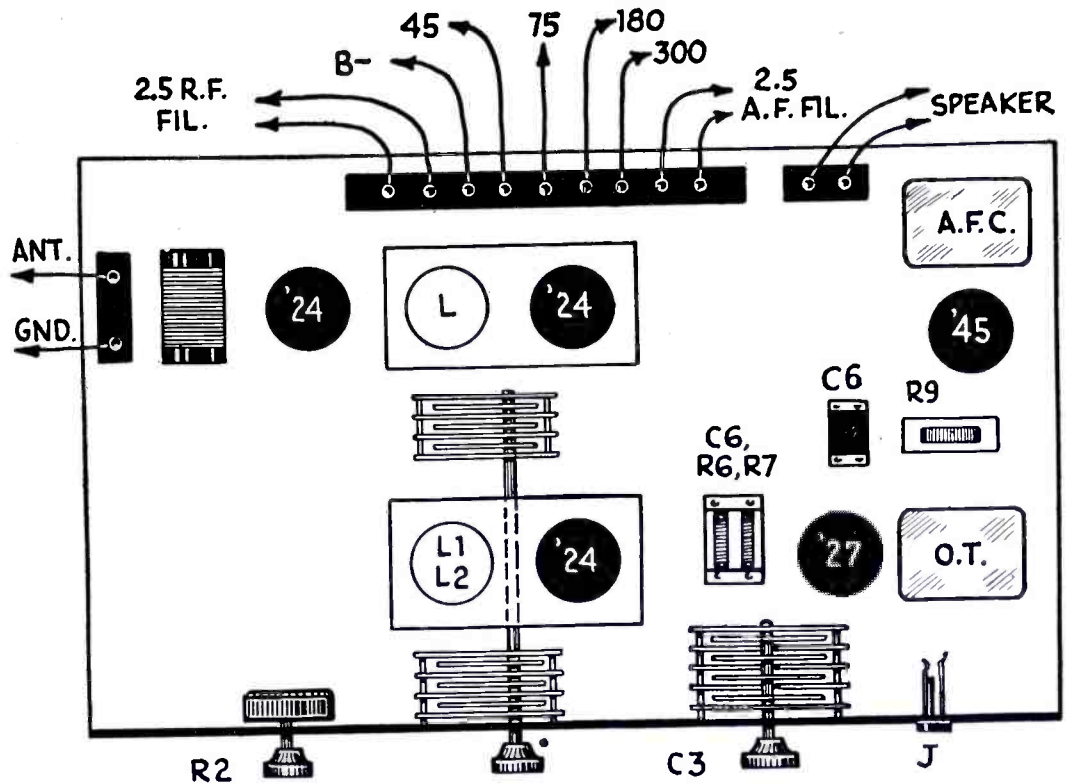 45
75
180
300
B-
2.5 R.F.
FIL.
2.5
A.F. FIL.
SPEAKER
A.F.C.
ANT.
GND.
'24
L
'24
'45
C6
R9
C6,
R6,R7
L1
L2
'24
'27
O.T.
R2
C3
J